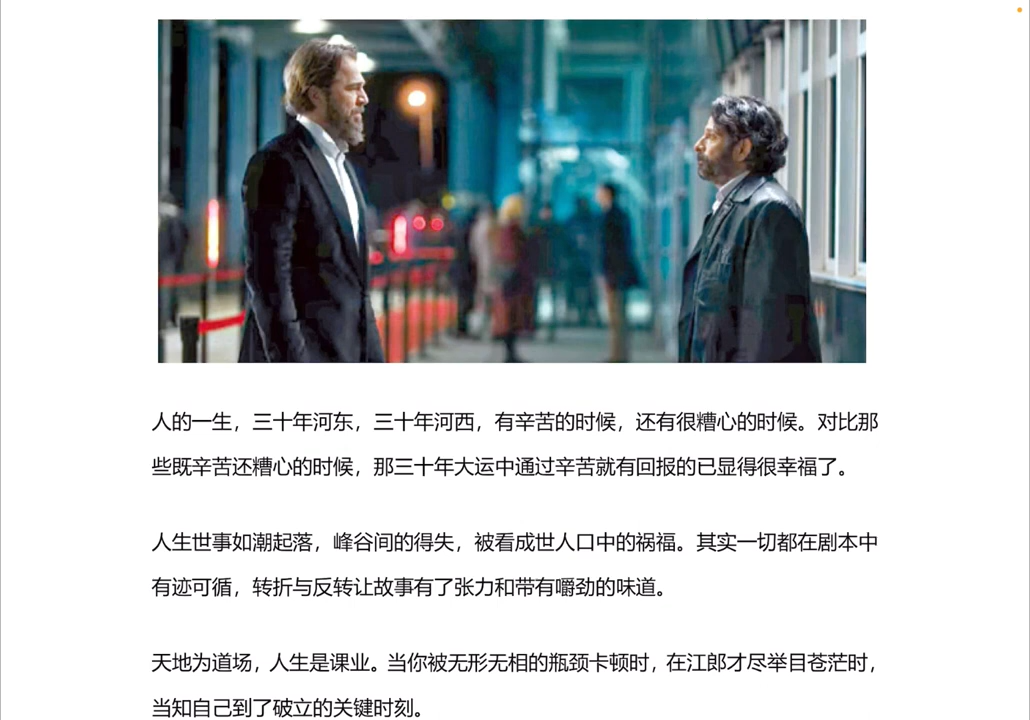 人的一生，三十年河东，三十年河西，有辛苦的时候，还有很糟心的时候。对比那
些既辛苦还糟心的时候，那三十年大运中通过辛苦就有回报的已显得很幸福了。
人生世事如潮起落，峰谷间的得失，被看成世人口中的祸福。其实一切都在剧本中
有迹可循，转折与反转让故事有了张力和带有嚼劲的味道。
天地为道场，人生是课业。当你被无形无相的瓶颈卡顿时，在江郎才尽举目苍茫时，
当知自己到了破立的关键时刻。